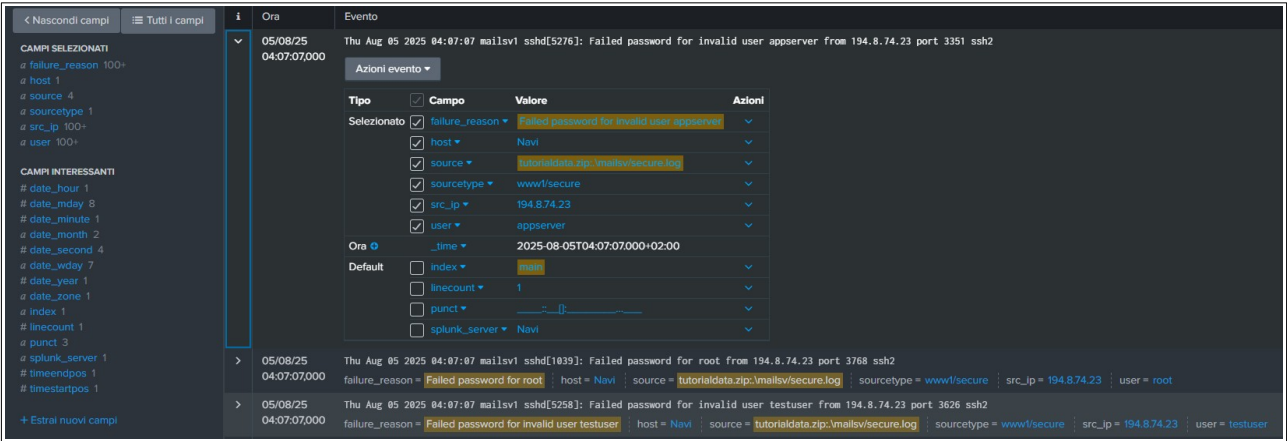 Nascondi campi
Tutti i campi
i Ora Evento
CAMPI SELEZIONATI
a failure_reason 100+
a host 1
a source 4
a sourcetype 1
a src_ip 100+
a user 100+
CAMPI INTERESSANTI
# date_hour 1
# date_mday 8
# date_minute 1
a date_month 2
# date_second 4
a date_wday 7
# date_year 1
a date_zone 1
a index 1
# linecount 1
a punct 3
a splunk_server 1
# timeendpos 1
# timestartpos 1
+ Estrai nuovi campi
05/08/25
04:07:07,000
Thu Aug 05 2025 04:07:07 mailsv1 sshd[5276]: Failed password for invalid user appserver from 194.8.74.23 port 3351 ssh2
Azioni evento
Tipo Campo Valore Azioni
Selezionato failure_reason Failed password for invalid user appserver
host Navi
source tutorialdata.zip:.\mailsv/secure.log
sourcetype www1/secure
src_ip 194.8.74.23
user appserver
Ora _time 2025-08-05T04:07:07.000+02:00
Default index main
linecount 1
punct
splunk_server Navi
05/08/25
04:07:07,000
Thu Aug 05 2025 04:07:07 mailsv1 sshd[1039]: Failed password for root from 194.8.74.23 port 3768 ssh2
failure_reason = Failed password for root host = Navi source = tutorialdata.zip:.\mailsv/secure.log sourcetype = www1/secure src_ip = 194.8.74.23 user = root
05/08/25
04:07:07,000
Thu Aug 05 2025 04:07:07 mailsv1 sshd[5258]: Failed password for invalid user testuser from 194.8.74.23 port 3626 ssh2
failure_reason = Failed password for invalid user testuser host = Navi source = tutorialdata.zip:.\mailsv/secure.log sourcetype = www1/secure src_ip = 194.8.74.23 user = testuser